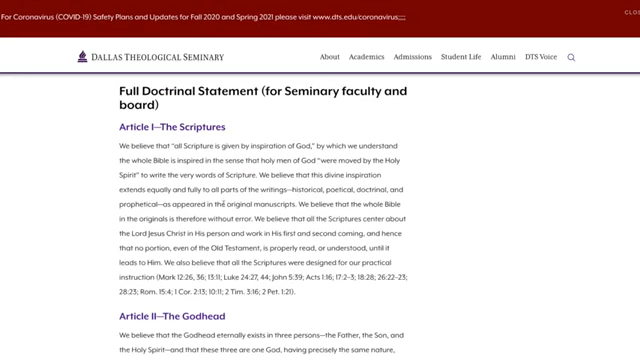 For Coronavirus (COVID-19) Safety Plans and Updates for Fall 2020 and Spring 2021 please visit www.dts.edu/coronavirus;;;;
CLOS
DALLAS THEOLOGICAL SEMINARY
About Academics Admissions Student Life Alumni DTS Voice
Full Doctrinal Statement (for Seminary faculty and
board)
Article I—The Scriptures
We believe that “all Scripture is given by inspiration of God,” by which we understand
the whole Bible is inspired in the sense that holy men of God “were moved by the Holy
Spirit” to write the very words of Scripture. We believe that this divine inspiration
extends equally and fully to all parts of the writings—historical, poetical, doctrinal, and
prophetical—as appeared in the original manuscripts. We believe that the whole Bible
in the originals is therefore without error. We believe that all the Scriptures center about
the Lord Jesus Christ in His person and work in His first and second coming, and hence
that no portion, even of the Old Testament, is properly read, or understood, until it
leads to Him. We also believe that all the Scriptures were designed for our practical
instruction (Mark 12:26, 36; 13:11; Luke 24:27, 44; John 5:39; Acts 1:16; 17:2–3; 18:28; 26:22–23;
28:23; Rom. 15:4; 1 Cor. 2:13; 10:11; 2 Tim. 3:16; 2 Pet. 1:21).
Article II—The Godhead
We believe that the Godhead eternally exists in three persons—the Father, the Son, and
the Holy Spirit—and that these three are one God, having precisely the same nature,